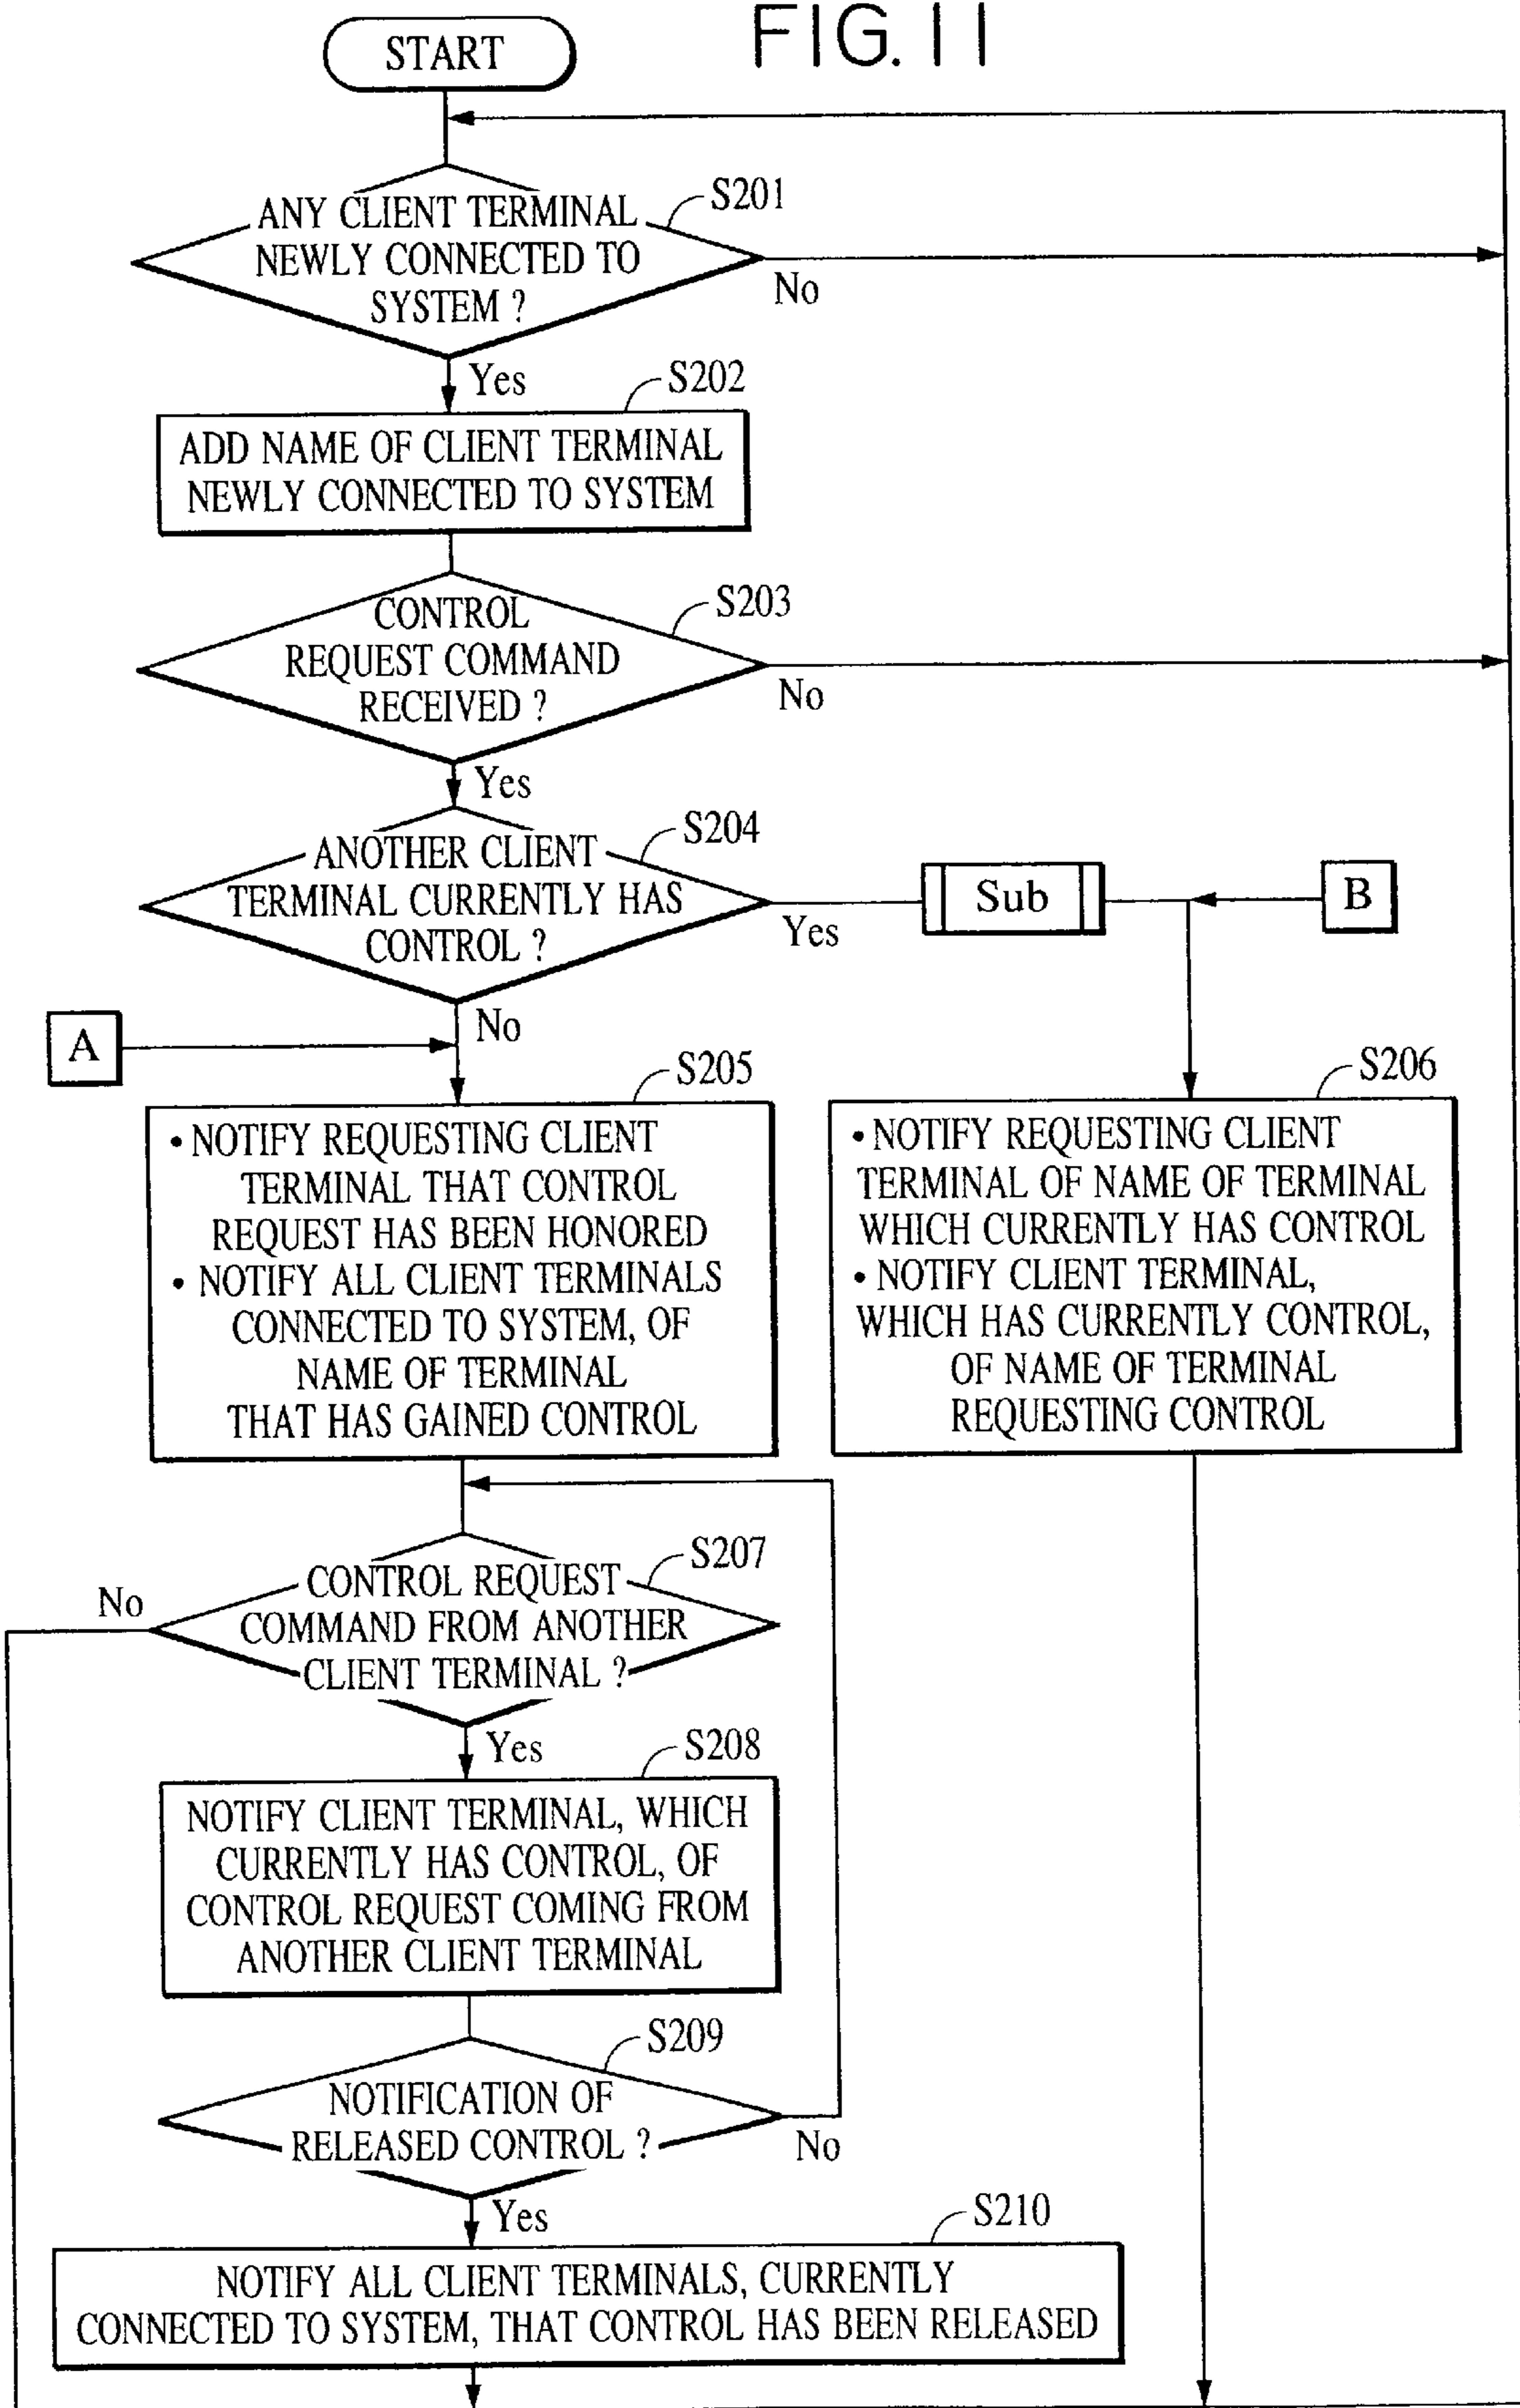 FIG. 11
START
ANY CLIENT TERMINAL
NEWLY CONNECTED TO
SYSTEM ?
S201
No
Yes
S202
ADD NAME OF CLIENT TERMINAL
NEWLY CONNECTED TO SYSTEM
CONTROL
REQUEST COMMAND
RECEIVED ?
S203
No
Yes
ANOTHER CLIENT
TERMINAL CURRENTLY HAS
CONTROL ?
S204
Yes
Sub
B
No
A
S205
• NOTIFY REQUESTING CLIENT
TERMINAL THAT CONTROL
REQUEST HAS BEEN HONORED
• NOTIFY ALL CLIENT TERMINALS
CONNECTED TO SYSTEM, OF
NAME OF TERMINAL
THAT HAS GAINED CONTROL
S206
• NOTIFY REQUESTING CLIENT
TERMINAL OF NAME OF TERMINAL
WHICH CURRENTLY HAS CONTROL
• NOTIFY CLIENT TERMINAL,
WHICH HAS CURRENTLY CONTROL,
OF NAME OF TERMINAL
REQUESTING CONTROL
S207
No
CONTROL REQUEST
COMMAND FROM ANOTHER
CLIENT TERMINAL ?
Yes
S208
NOTIFY CLIENT TERMINAL, WHICH
CURRENTLY HAS CONTROL, OF
CONTROL REQUEST COMING FROM
ANOTHER CLIENT TERMINAL
S209
NOTIFICATION OF
RELEASED CONTROL ?
No
Yes
S210
NOTIFY ALL CLIENT TERMINALS, CURRENTLY
CONNECTED TO SYSTEM, THAT CONTROL HAS BEEN RELEASED